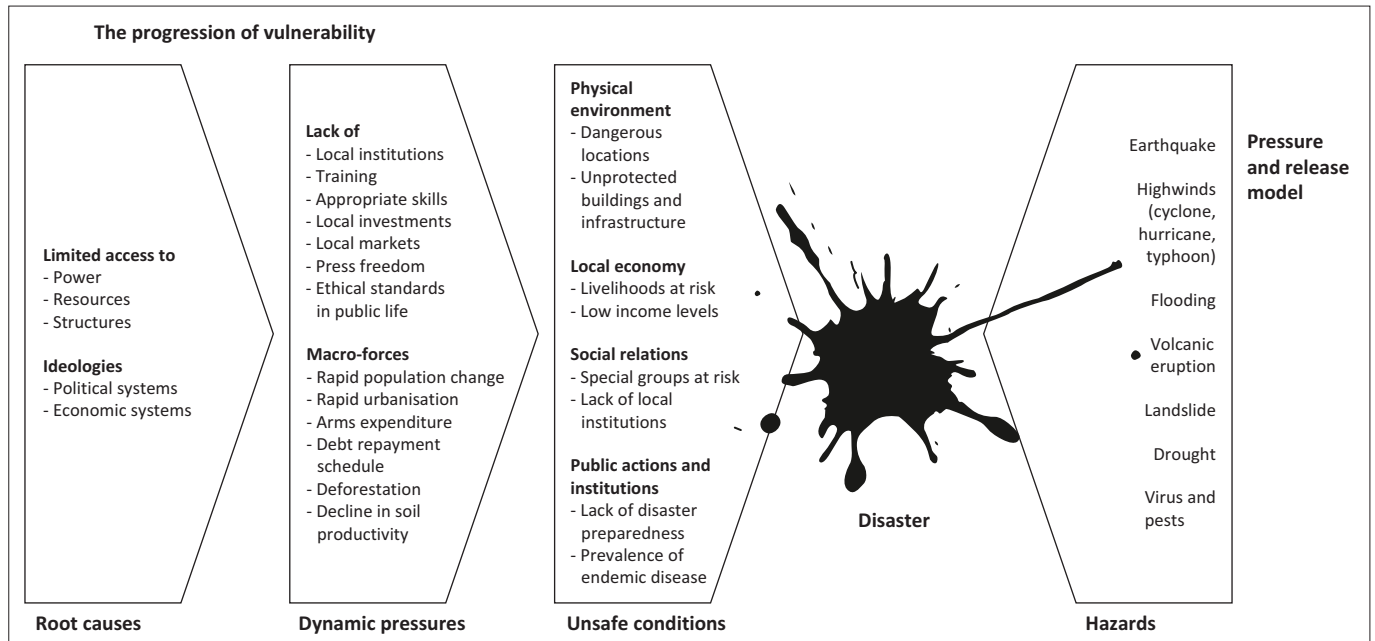 The progression of vulnerability
Limited access to
- Power
- Resources
- Structures
Ideologies
- Political systems
- Economic systems
Root causes
Lack of
- Local institutions
- Training
- Appropriate skills
- Local investments
- Local markets
- Press freedom
- Ethical standards
in public life
Macro-forces
- Rapid population change
- Rapid urbanisation
- Arms expenditure
- Debt repayment
schedule
- Deforestation
- Decline in soil
productivity
Dynamic pressures
Physical
environment
- Dangerous
locations
- Unprotected
buildings and
infrastructure
Local economy
- Livelihoods at risk
- Low income levels
Social relations
- Special groups at risk
- Lack of local
institutions
Public actions and
institutions
- Lack of disaster
preparedness
- Prevalence of
endemic disease
Unsafe conditions
Disaster
Earthquake
Highwinds
(cyclone,
hurricane,
typhoon)
Flooding
Volcanic
eruption
Landslide
Drought
Virus and
pests
Hazards
Pressure
and release
model